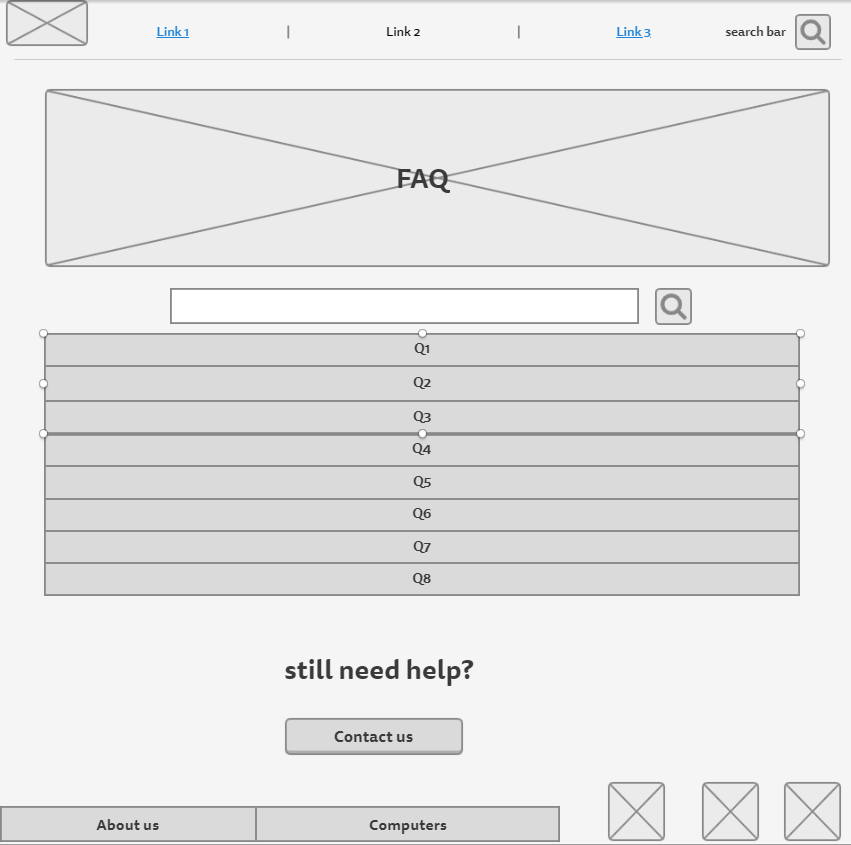 Link 1 | Link 2 | Link 3 search bar
FAQ
Q1
Q2
Q3
Q4
Q5
Q6
Q7
Q8
still need help?
Contact us
About us Computers